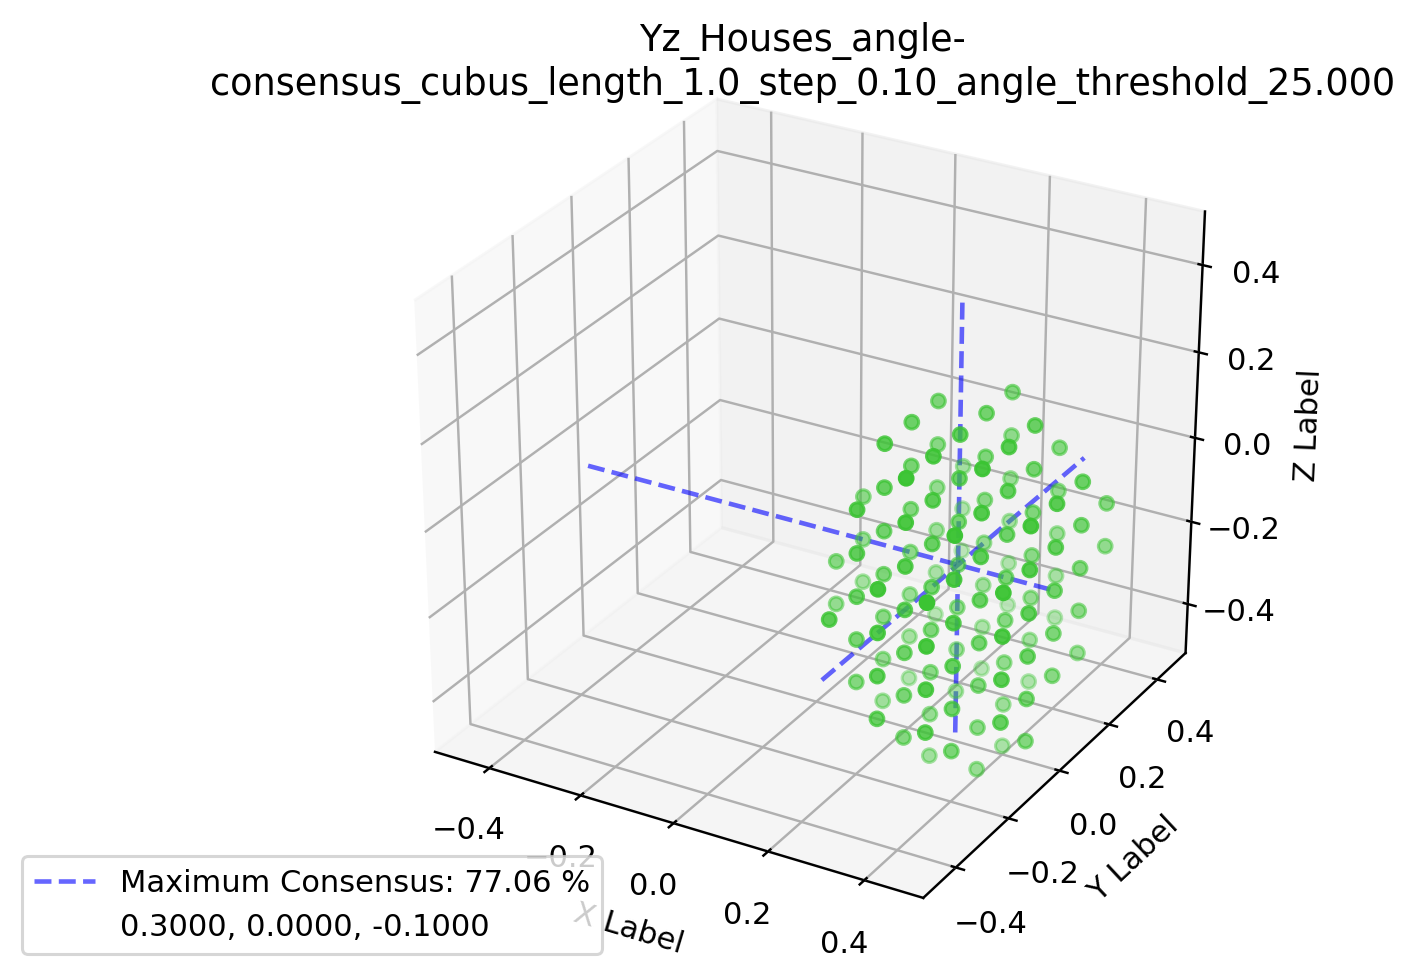 Yz_Houses_angle-
consensus_cubus_length_1.0_step_0.10_angle_threshold_25.000
0.4
0.2
0.0
−0.2
−0.4
Z Label
−0.4
−0.2
0.0
0.2
0.4
X Label
−0.4
−0.2
0.0
0.2
0.4
Y Label
Maximum Consensus: 77.06 %
0.3000, 0.0000, -0.1000